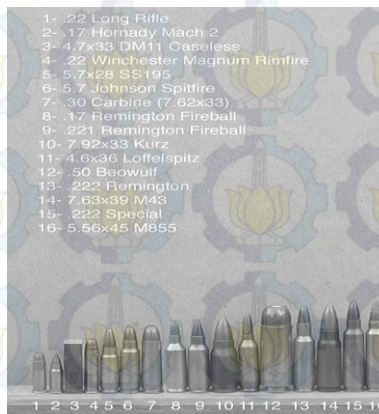 1- .22 Long Rifle
2- .17 Hornady Mach 2
3- 4.7x33 DM11 Caseless
4- .22 Winchester Magnum Rimfire
5- 5.7x28 SS195
6- 5.7 Johnson Spitfire
7- .30 Carbine (7.62x33)
8- .17 Remington Fireball
9- .221 Remington Fireball
10- 7.92x33 Kurz
11- 4.6x36 Loffelspitz
12- .50 Beowulf
13- .222 Remington
14- 7.63x39 M43
15- .222 Special
16- 5.56x45 M855
1 2 3 4 5 6 7 8 9 10 11 12 13 14 15